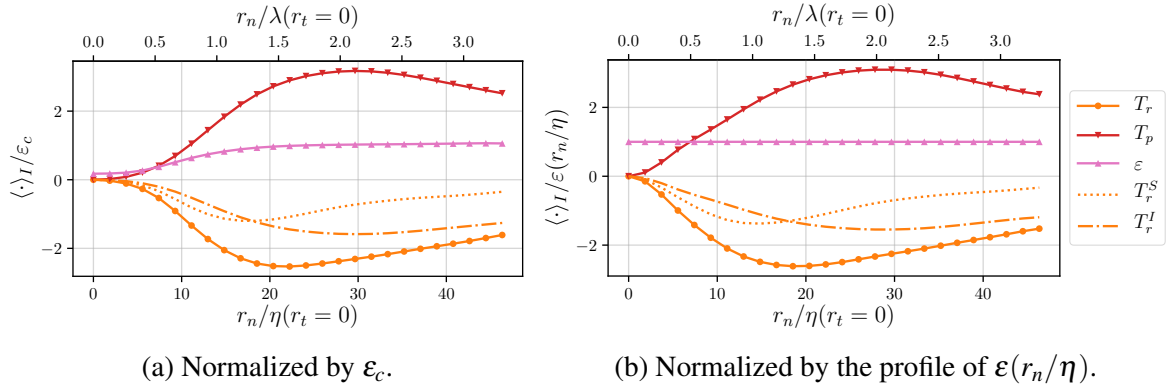 r_n/λ(r_t = 0)
0.0 0.5 1.0 1.5 2.0 2.5 3.0
⟨·⟩_I/ε_c
2
0
−2
0 10 20 30 40
r_n/η(r_t = 0)
(a) Normalized by ε_c.
r_n/λ(r_t = 0)
0.0 0.5 1.0 1.5 2.0 2.5 3.0
⟨·⟩_I/ε(r_n/η)
2
0
−2
0 10 20 30 40
r_n/η(r_t = 0)
(b) Normalized by the profile of ε(r_n/η).
T_r
T_p
ε
T_r^S
T_r^I